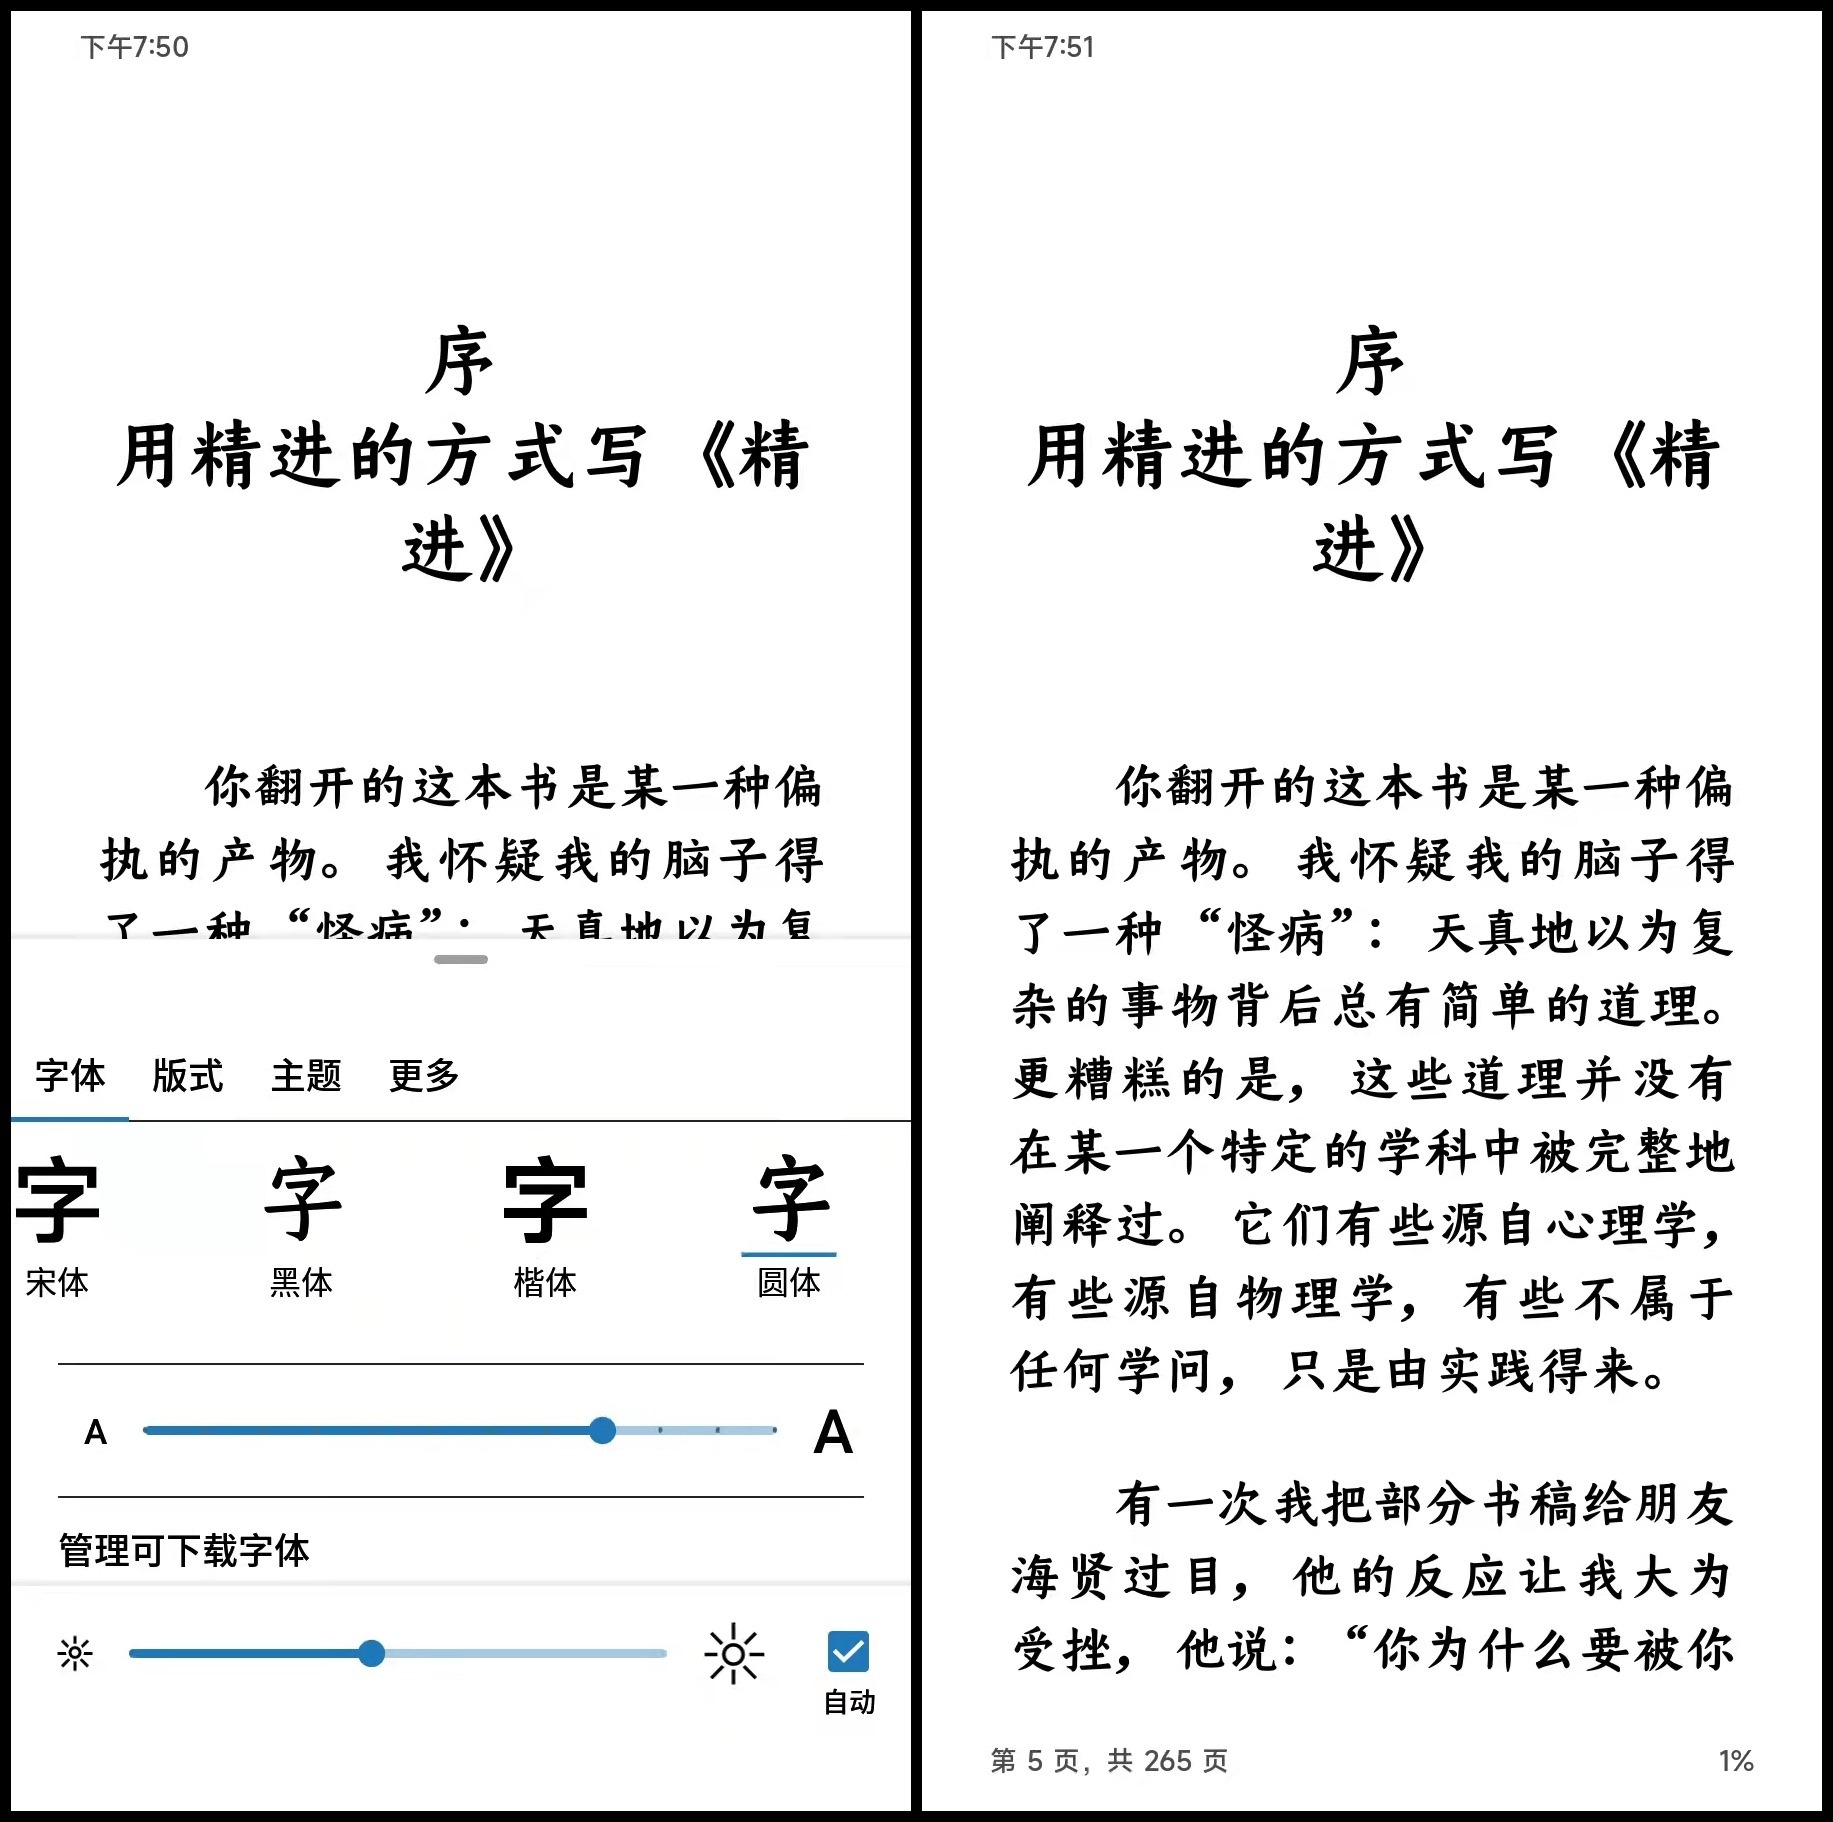 下午7:50
序
用精进的方式写《精
进》
你翻开的这本书是某一种偏
执的产物。我怀疑我的脑子得
了一种“怪病”：天真地以为复
字体 版式 主题 更多
字 字 字 字
宋体 黑体 楷体 圆体
A A
管理可下载字体
自动
下午7:51
序
用精进的方式写《精
进》
你翻开的这本书是某一种偏
执的产物。我怀疑我的脑子得
了一种“怪病”：天真地以为复
杂的事物背后总有简单的道理。
更糟糕的是，这些道理并没有
在某一个特定的学科中被完整地
阐释过。它们有些源自心理学，
有些源自物理学，有些不属于
任何学问，只是由实践得来。
有一次我把部分书稿给朋友
海贤过目，他的反应让我大为
受挫，他说：“你为什么要被你
第 5 页，共 265 页 1%